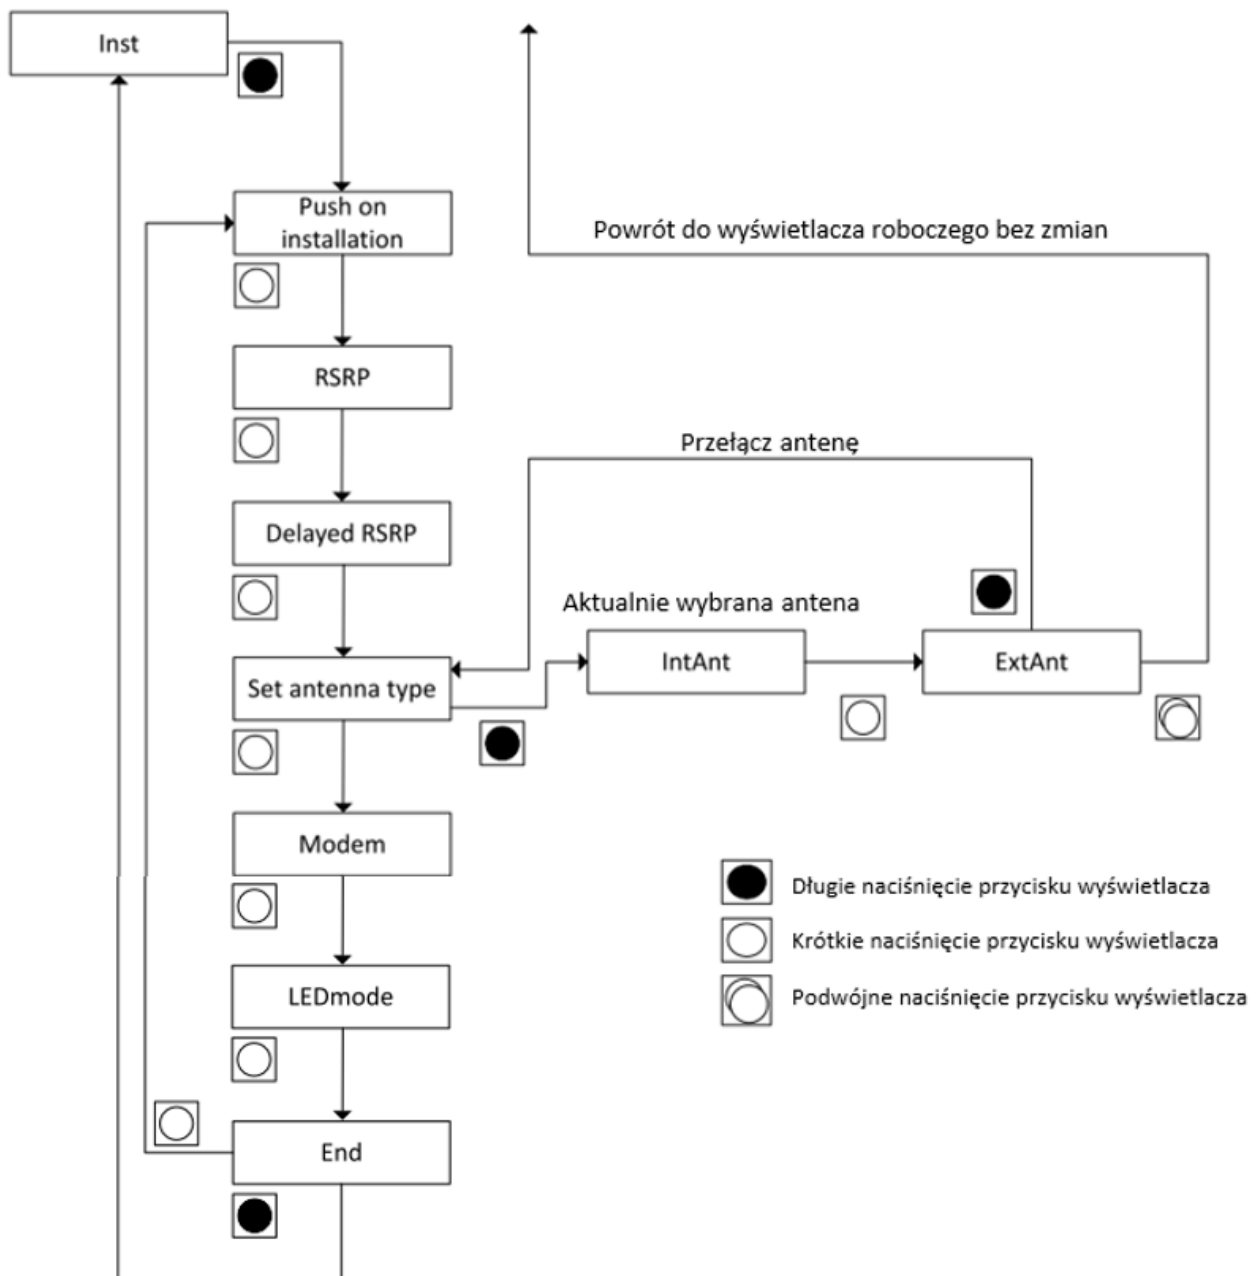 Inst
Push on
installation
Powrót do wyświetlacza roboczego bez zmian
RSRP
Przełącz antenę
Delayed RSRP
Aktualnie wybrana antena
IntAnt
ExtAnt
Set antenna type
Modem
Długie naciśnięcie przycisku wyświetlacza
Krótkie naciśnięcie przycisku wyświetlacza
Podwójne naciśnięcie przycisku wyświetlacza
LEDmode
End